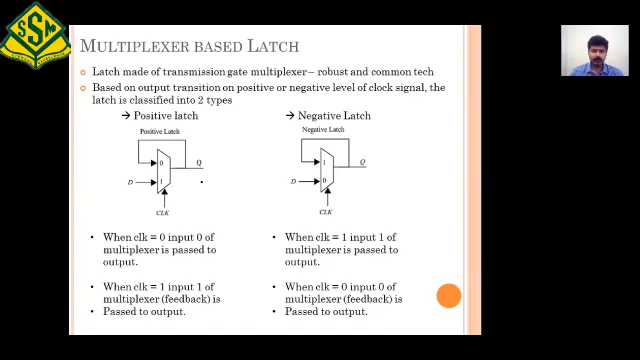 SSM
MULTIPLEXER BASED LATCH
Latch made of transmission gate multiplexer – robust and common tech
Based on output transition on positive or negative level of clock signal, the
latch is classified into 2 types
→ Positive latch
Positive Latch
0
Q
D
1
CLK
• When clk = 0 input 0 of
multiplexer is passed to
output.
• When clk = 1 input 1 of
multiplexer (feedback) is
• Passed to output.
→ Negative Latch
Negative Latch
1
Q
D
0
CLK
• When clk = 1 input 1 of
multiplexer is passed to
output.
• When clk = 0 input 0 of
multiplexer (feedback) is
• Passed to output.